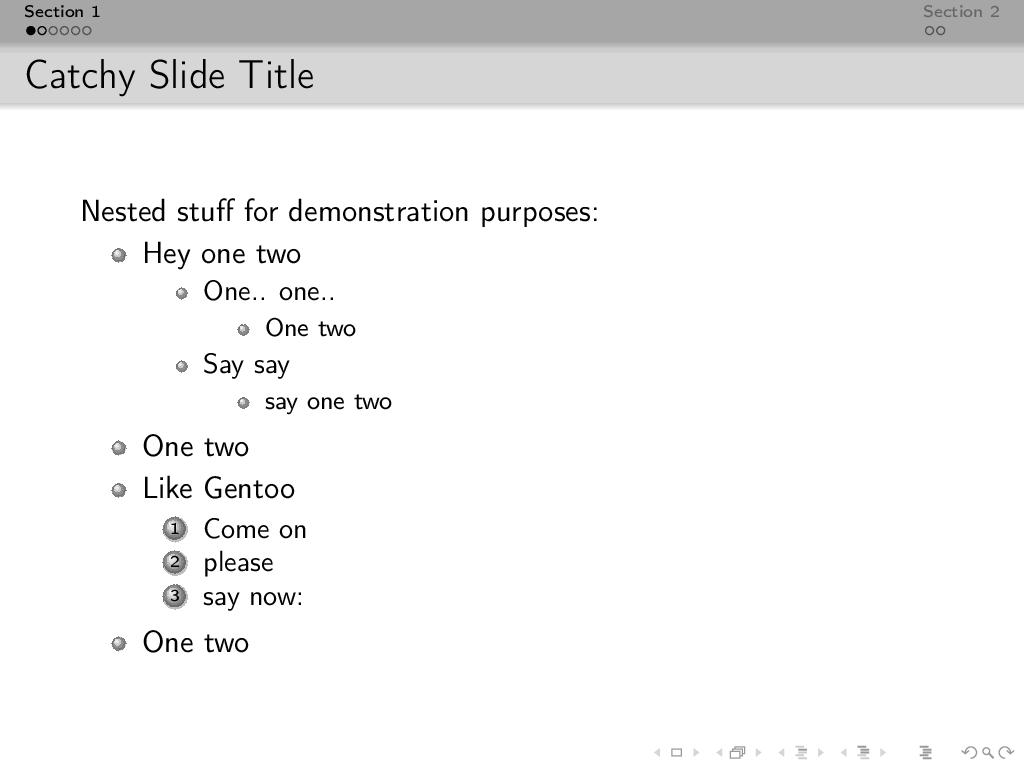 Section 1
Section 2
Catchy Slide Title
Nested stuff for demonstration purposes:
Hey one two
One.. one..
One two
Say say
say one two
One two
Like Gentoo
1 Come on
2 please
3 say now:
One two